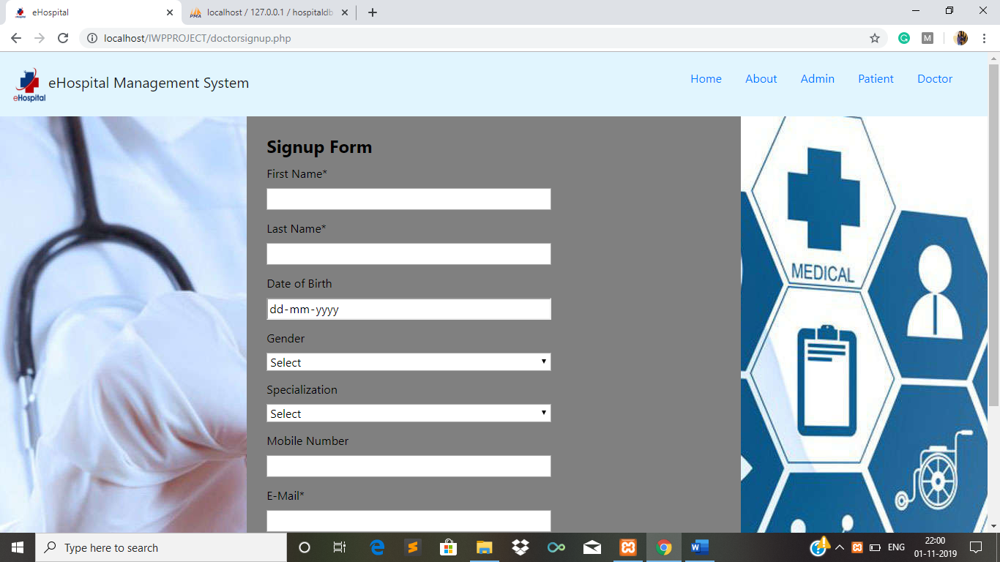 eHospital
localhost / 127.0.0.1 / hospitaldb
localhost/IWPPROJECT/doctorsignup.php
eHospital
eHospital Management System
Home About Admin Patient Doctor
Signup Form
First Name*
Last Name*
Date of Birth
dd-mm-yyyy
Gender
Select
Specialization
Select
Mobile Number
E-Mail*
MEDICAL
Type here to search
ENG
22:00
01-11-2019
PMA
M